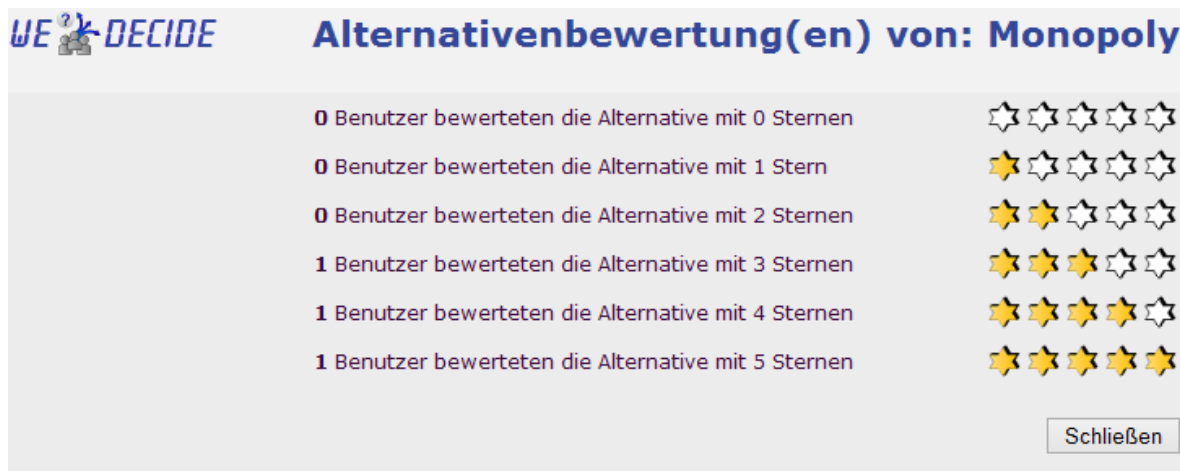 WE DECIDE Alternativenbewertung(en) von: Monopoly
0 Benutzer bewerteten die Alternative mit 0 Sternen
0 Benutzer bewerteten die Alternative mit 1 Stern
0 Benutzer bewerteten die Alternative mit 2 Sternen
1 Benutzer bewerteten die Alternative mit 3 Sternen
1 Benutzer bewerteten die Alternative mit 4 Sternen
1 Benutzer bewerteten die Alternative mit 5 Sternen
Schließen